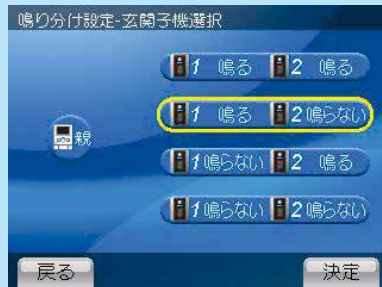 鳴り分け設定-玄関子機選択
1 鳴る 2 鳴る
1 鳴る 2 鳴らない
親
1 鳴らない 2 鳴る
1 鳴らない 2 鳴らない
戻る 決定